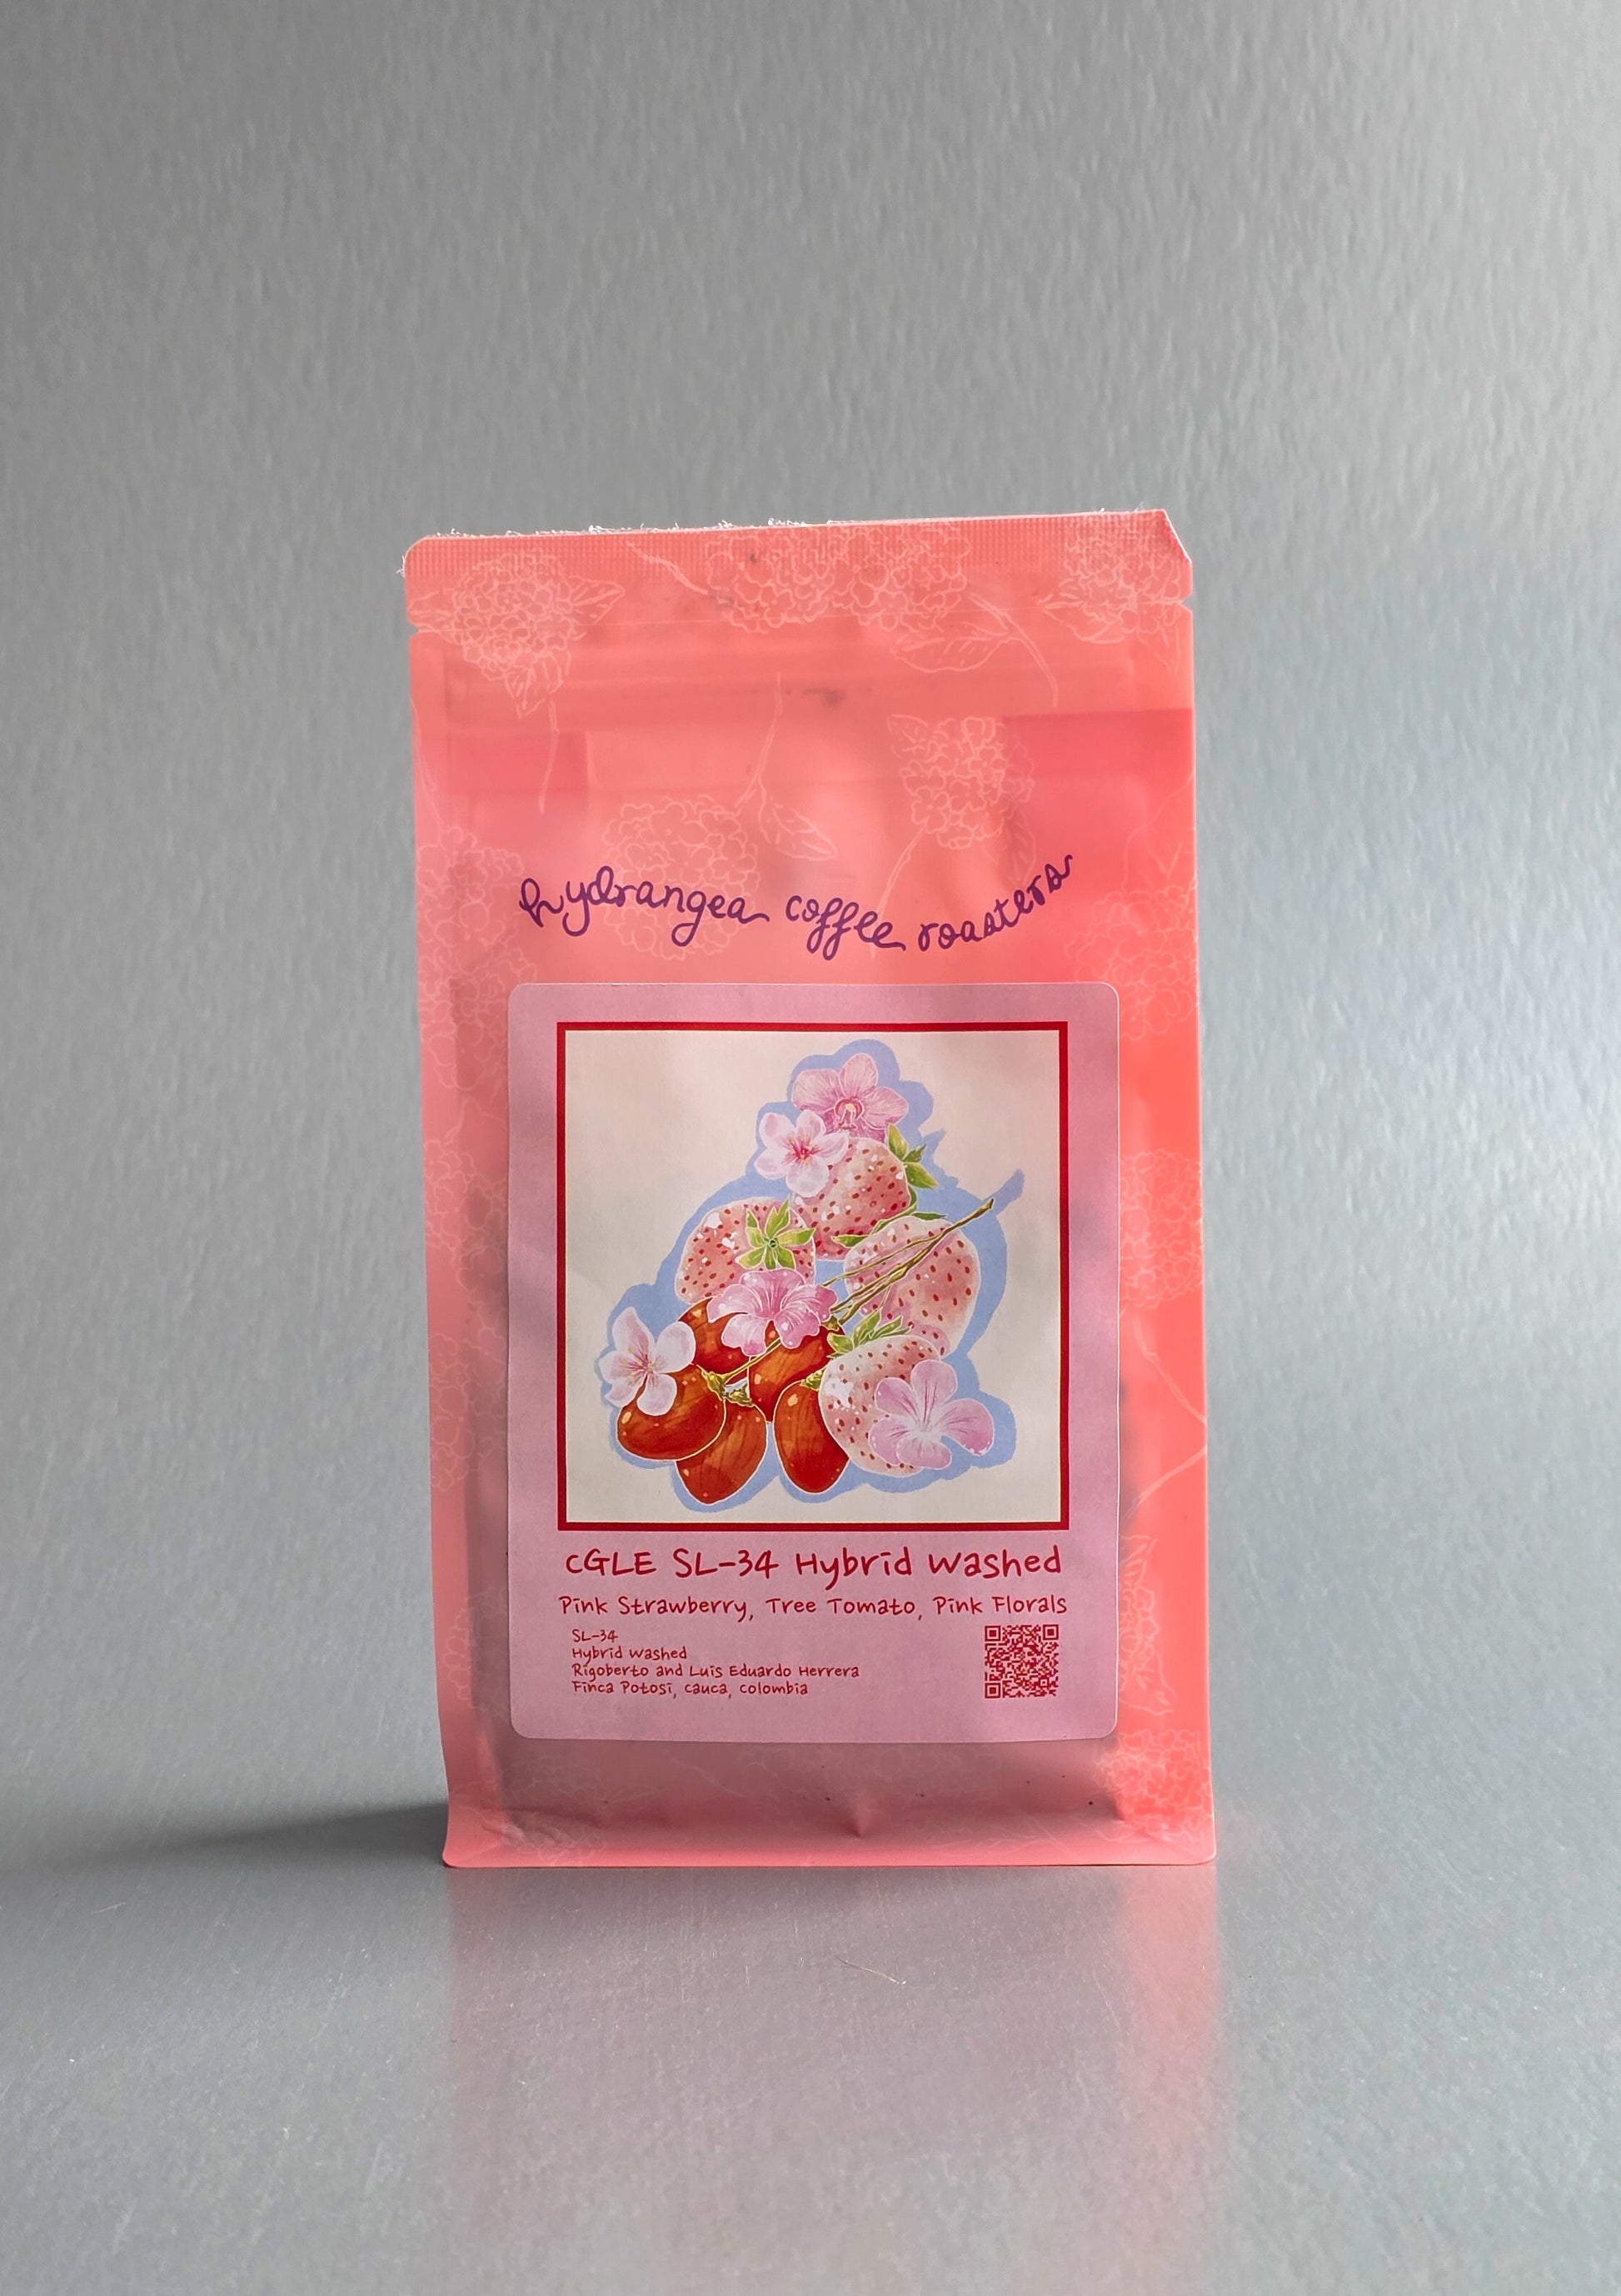 hydrangea coffee roasters
CGLE SL-34 Hybrid Washed
Pink Strawberry, Tree Tomato, Pink Florals
SL-34
Hybrid Washed
Rigoberto and Luis Eduardo Herrera
Finca Potosi, Cauca, Colombia